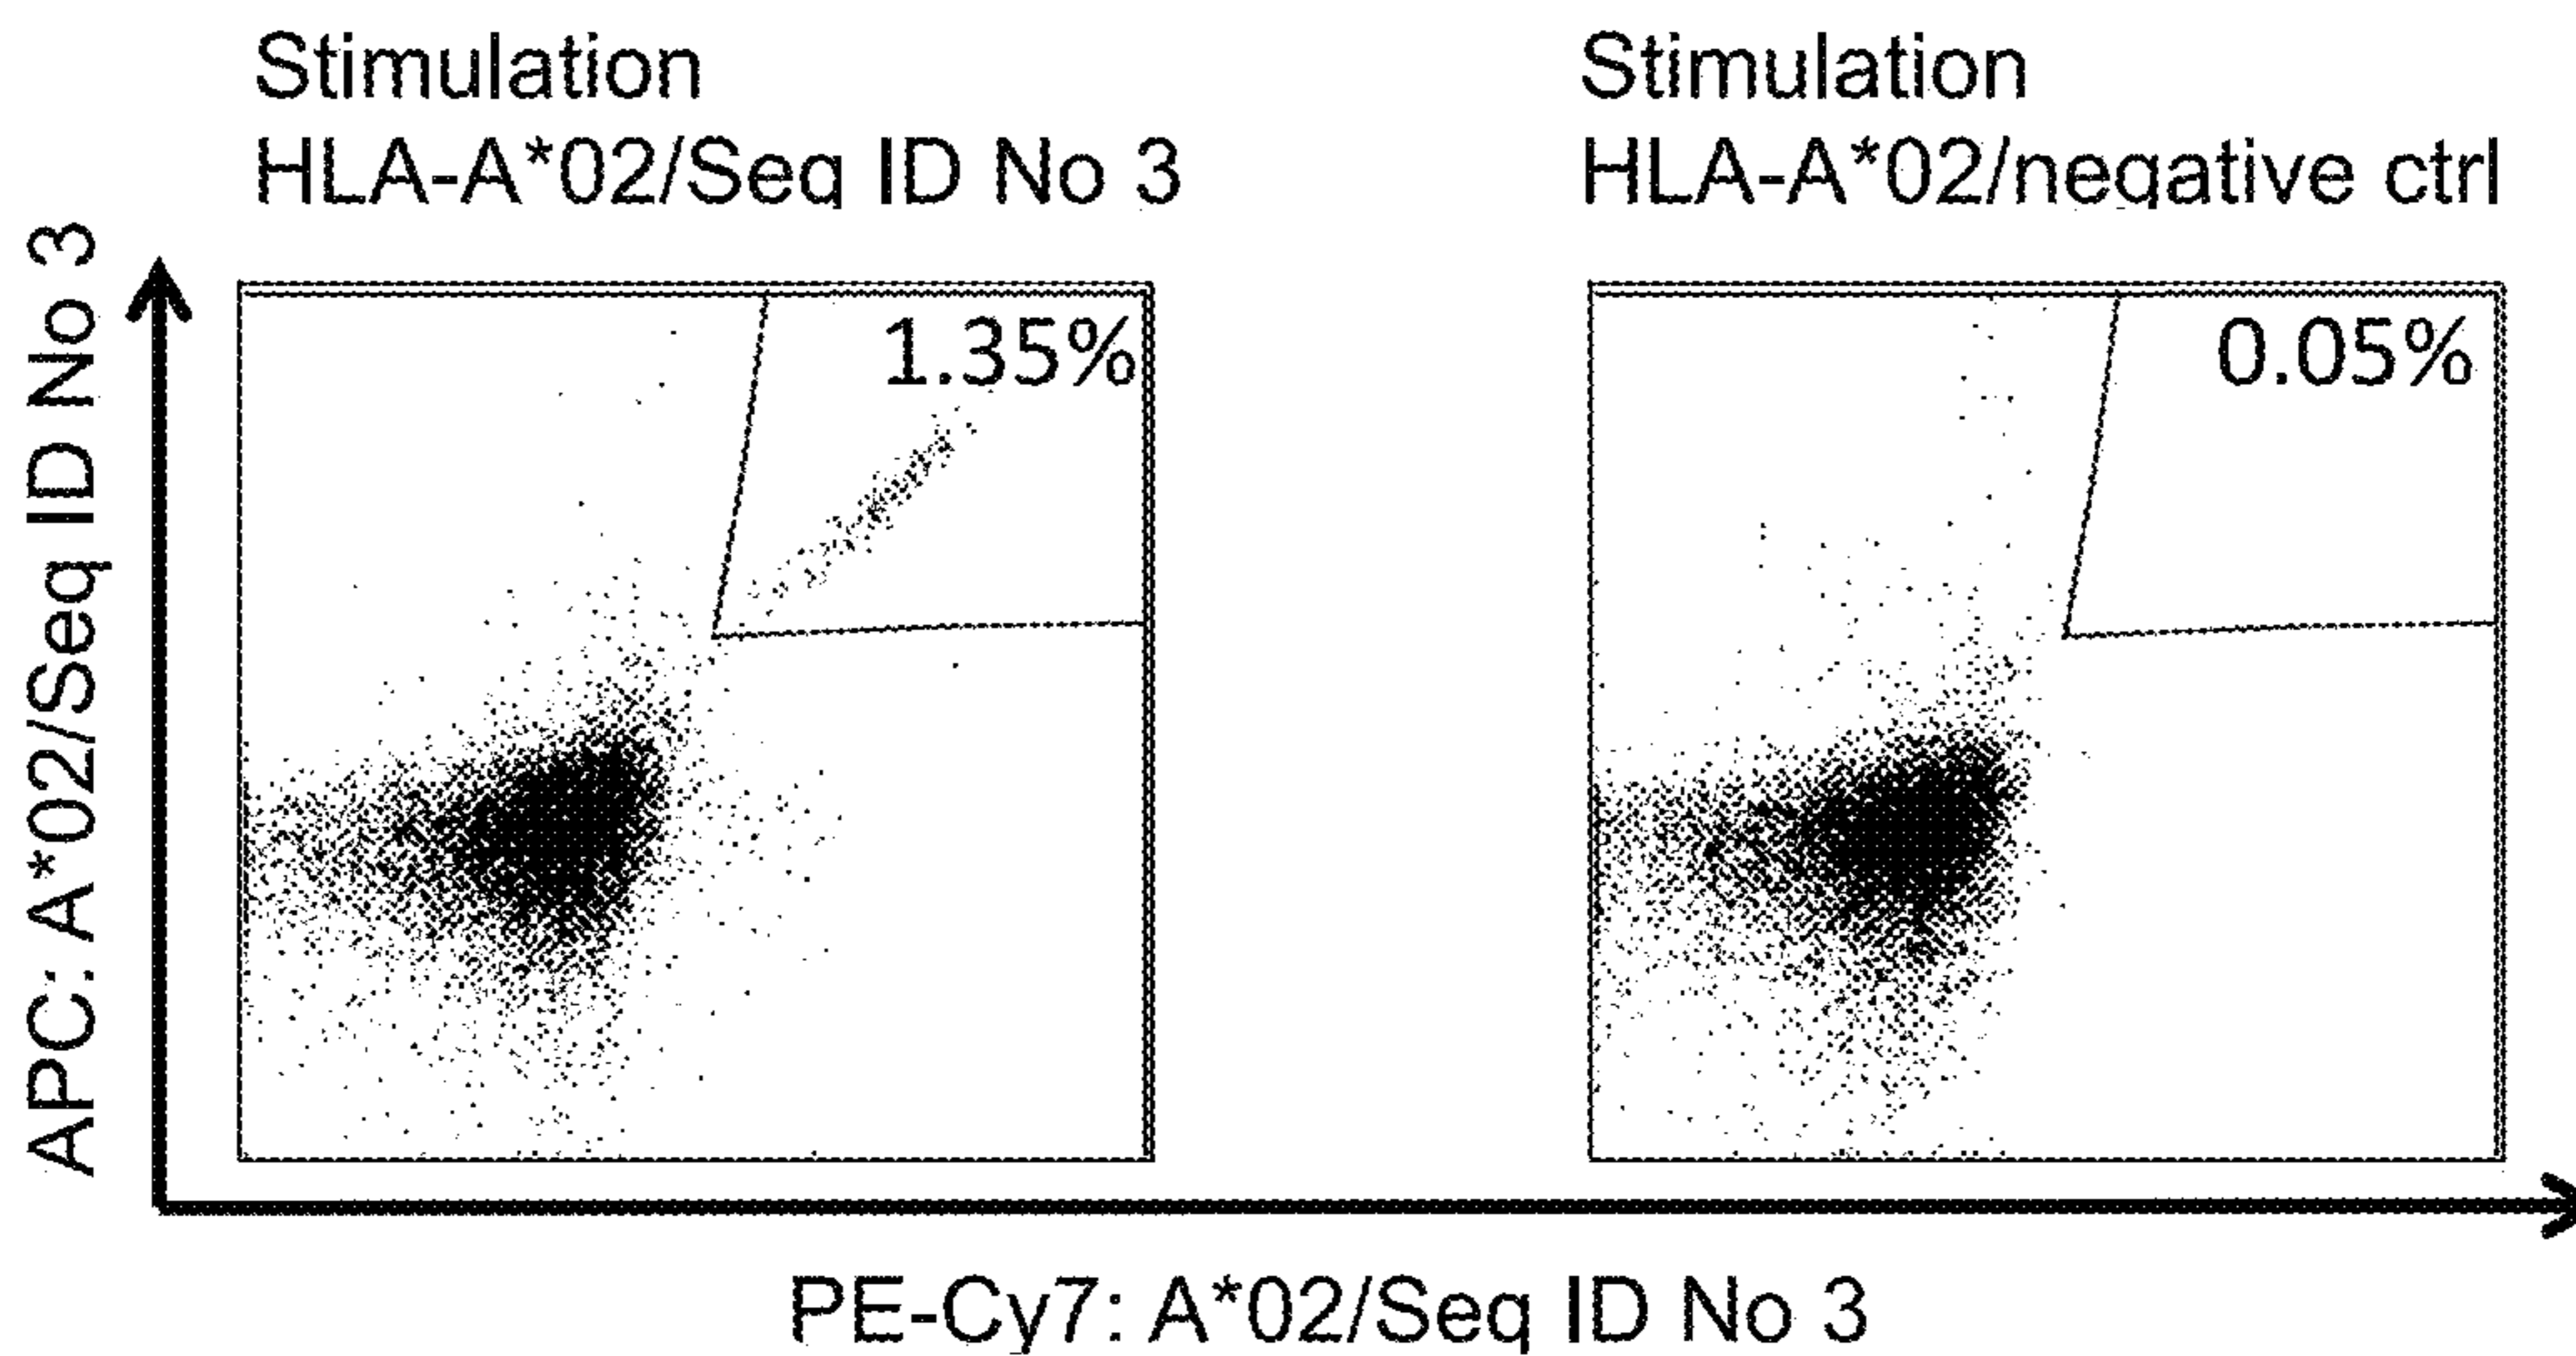 Stimulation
HLA-A*02/Seq ID No 3
Stimulation
HLA-A*02/negative ctrl
APC: A*02/Seq ID No 3
1.35%
0.05%
PE-Cy7: A*02/Seq ID No 3